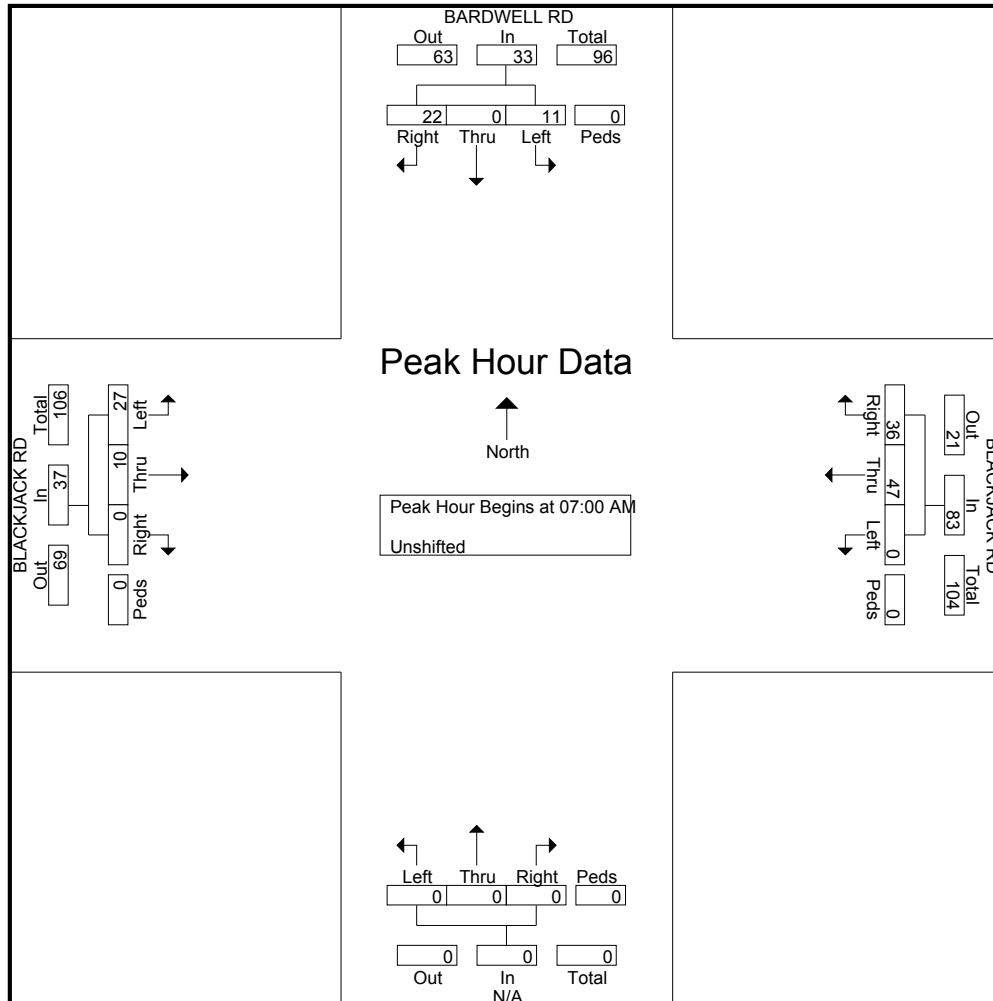 BARDWELL RD
Out In Total
63 33 96
22 0 11 0
Right Thru Left Peds
Peak Hour Data
North
Peak Hour Begins at 07:00 AM
Unshifted
BLACKJACK RD
Total In Out
106 37 69
27 10 0 0
Left Thru Right Peds
BLACKJACK RD
Out In Total
21 83 104
36 47 0 0
Right Thru Left Peds
Left Thru Right Peds
0 0 0 0
0 0 0
Out In Total
N/A